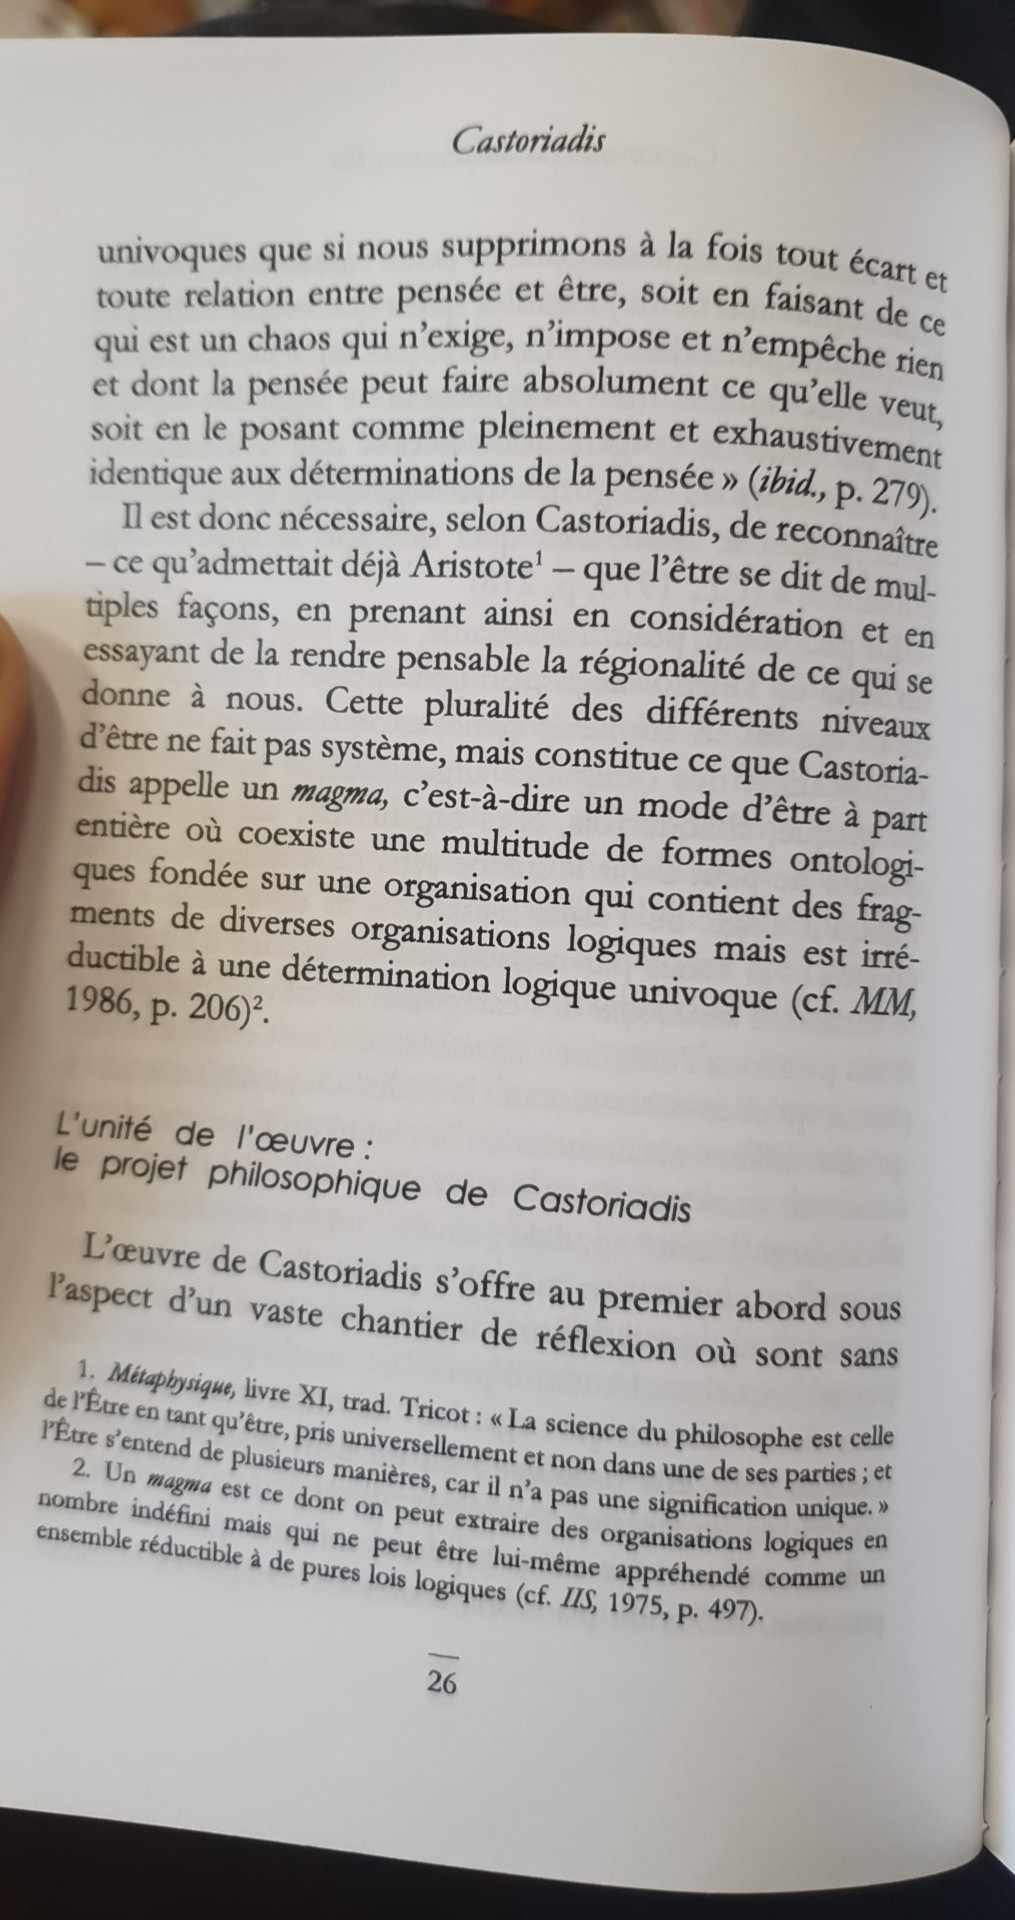 Castoriadis
univoques que si nous supprimons à la fois tout écart et
toute relation entre pensée et être, soit en faisant de ce
qui est un chaos qui n'exige, n'impose et n'empêche rien
et dont la pensée peut faire absolument ce qu'elle veut,
soit en le posant comme pleinement et exhaustivement
identique aux déterminations de la pensée » (ibid., p. 279).
Il est donc nécessaire, selon Castoriadis, de reconnaître
– ce qu'admettait déjà Aristote¹ – que l'être se dit de mul-
tiples façons, en prenant ainsi en considération et en
essayant de la rendre pensable la régionalité de ce qui se
donne à nous. Cette pluralité des différents niveaux
d'être ne fait pas système, mais constitue ce que Castoria-
dis appelle un magma, c'est-à-dire un mode d'être à part
entière où coexiste une multitude de formes ontologi-
ques fondée sur une organisation qui contient des frag-
ments de diverses organisations logiques mais est irré-
ductible à une détermination logique univoque (cf. MM,
1986, p. 206)².
L'unité de l'œuvre :
le projet philosophique de Castoriadis
L'œuvre de Castoriadis s'offre au premier abord sous
l'aspect d'un vaste chantier de réflexion où sont sans
1. Métaphysique, livre XI, trad. Tricot : « La science du philosophe est celle
de l'Être en tant qu'être, pris universellement et non dans une de ses parties ; et
l'Être s'entend de plusieurs manières, car il n'a pas une signification unique. »
2. Un magma est ce dont on peut extraire des organisations logiques en
nombre indéfini mais qui ne peut être lui-même appréhendé comme un
ensemble réductible à de pures lois logiques (cf. IIS, 1975, p. 497).
26